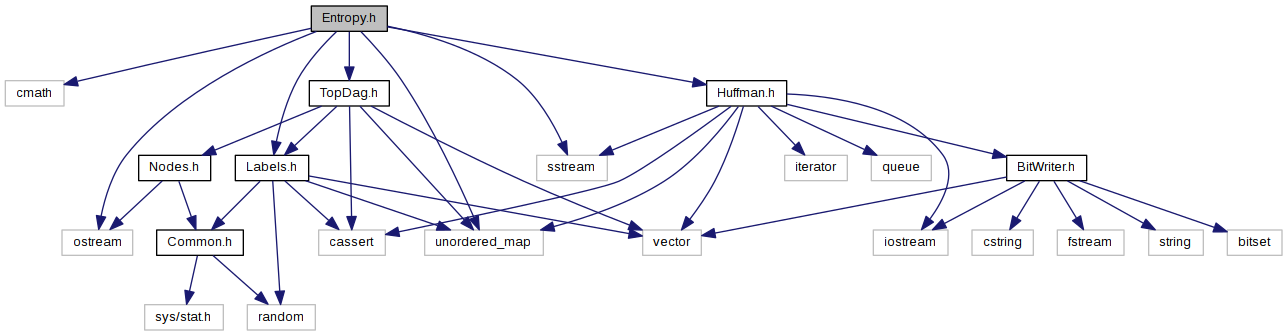 Entropy.h
cmath
TopDag.h
Huffman.h
Nodes.h
Labels.h
sstream
iterator
queue
BitWriter.h
ostream
Common.h
cassert
unordered_map
vector
iostream
cstring
fstream
string
bitset
sys/stat.h
random